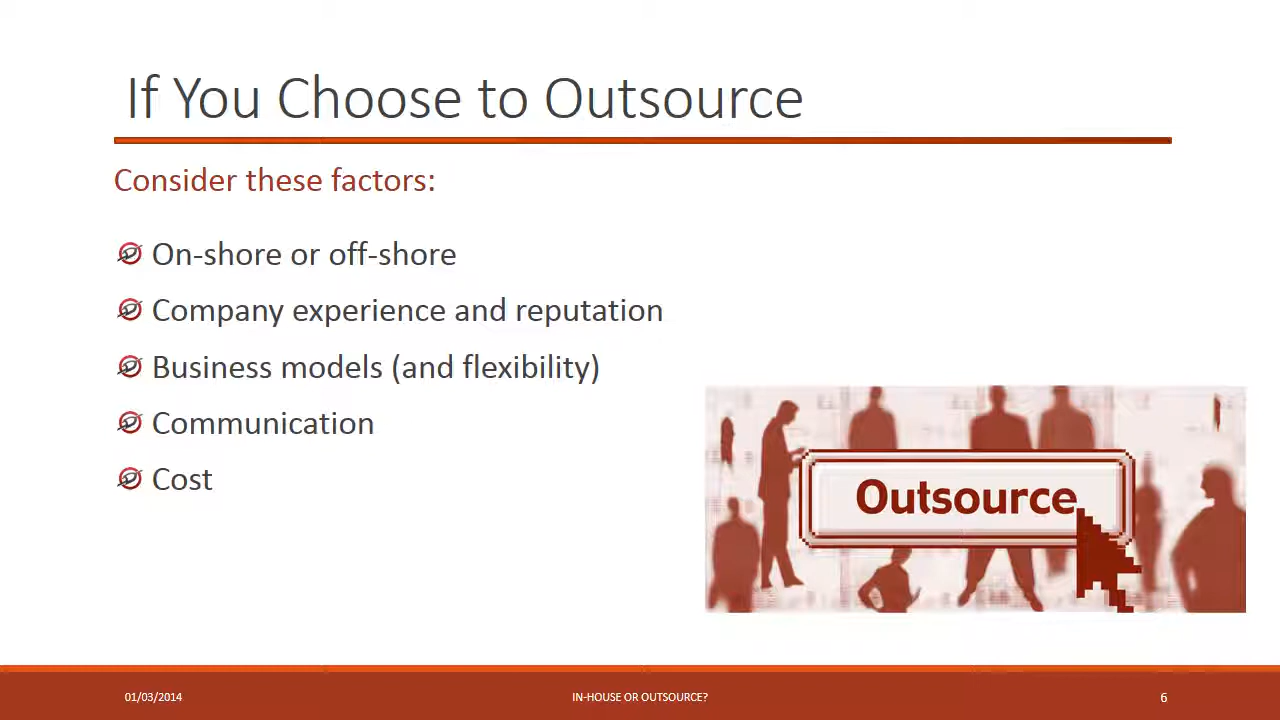 If You Choose to Outsource
Consider these factors:
On-shore or off-shore
Company experience and reputation
Business models (and flexibility)
Communication
Cost
Outsource
01/03/2014
IN-HOUSE OR OUTSOURCE?
6